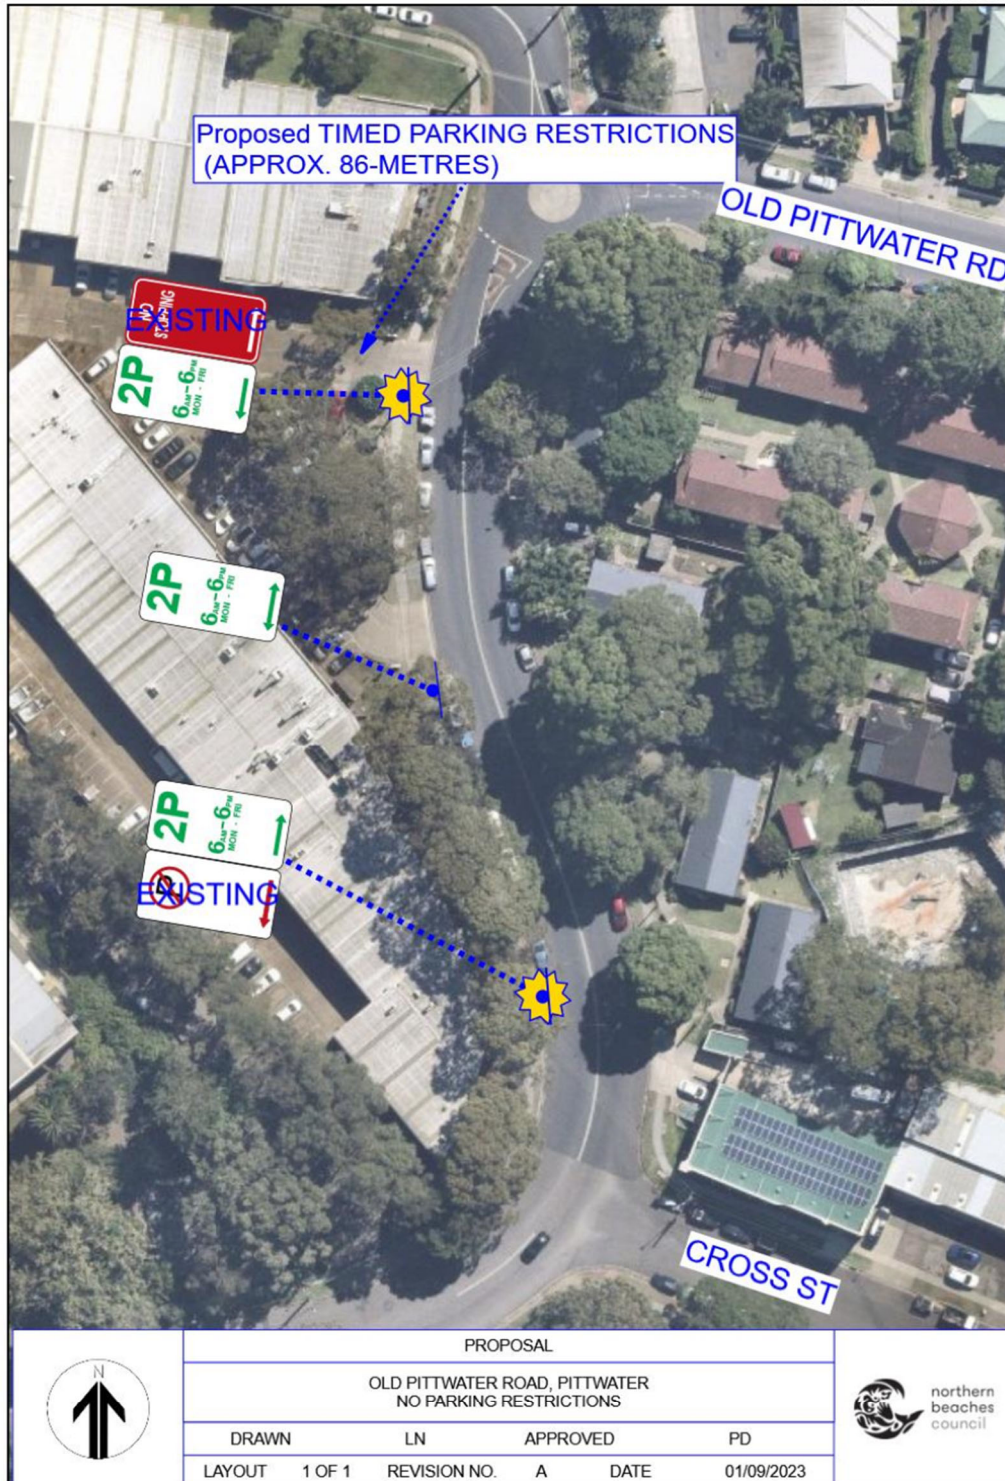 Proposed TIMED PARKING RESTRICTIONS
(APPROX. 86-METRES)
OLD PITTWATER RD
NO
STOPPING
EXISTING
2P
6AM-6PM
MON - FRI
2P
6AM-6PM
MON - FRI
2P
6AM-6PM
MON - FRI
P
EXISTING
CROSS ST
N
PROPOSAL
OLD PITTWATER ROAD, PITTWATER
NO PARKING RESTRICTIONS
DRAWN LN APPROVED PD
LAYOUT 1 OF 1 REVISION NO. A DATE 01/09/2023
northern
beaches
council